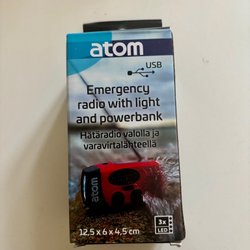 atom
USB
Emergency
radio with light
and powerbank
Hätäradio valolla ja
varavirtalähteellä
atom
12,5 x 6 x 4,5 cm
3x
LED